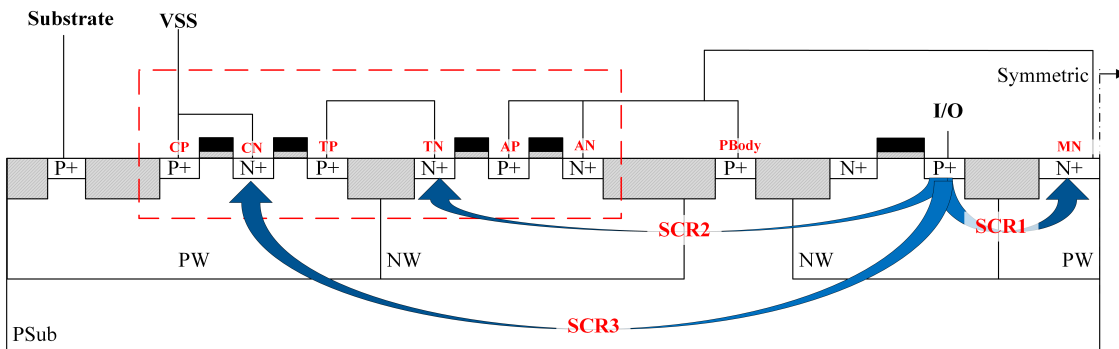 Substrate
VSS
Symmetric
I/O
CP
CN
TP
TN
AP
AN
PBody
MN
P+
P+
N+
P+
N+
P+
N+
P+
N+
P+
N+
SCR2
SCR1
PW
NW
NW
PW
SCR3
PSub